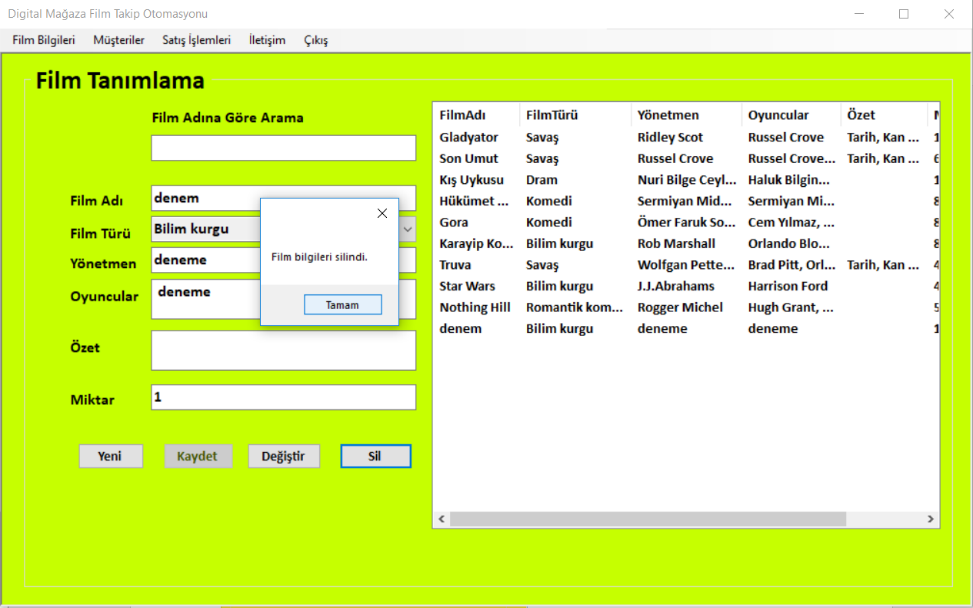 Digital Mağaza Film Takip Otomasyonu
Film Bilgileri Müşteriler Satış İşlemleri İletişim Çıkış
Film Tanımlama
Film Adına Göre Arama
Film Adı denem
Film Türü Bilim kurgu
Yönetmen deneme
Oyuncular deneme
Özet
Miktar 1
Yeni Kaydet Değiştir Sil
Film bilgileri silindi.
Tamam
FilmAdı FilmTürü Yönetmen Oyuncular Özet
Gladyator Savaş Ridley Scot Russel Crove Tarih, Kan ... 1
Son Umut Savaş Russel Crove Russel Crove... Tarih, Kan ... 6
Kış Uykusu Dram Nuri Bilge Ceyl... Haluk Bilgin... 1
Hükümet ... Komedi Sermiyan Mid... Sermiyan Mi... 8
Gora Komedi Ömer Faruk So... Cem Yılmaz, ... 8
Karayip Ko... Bilim kurgu Rob Marshall Orlando Blo... 8
Truva Savaş Wolfgan Pette... Brad Pitt, Orl... Tarih, Kan ... 4
Star Wars Bilim kurgu J.J.Abrahams Harrison Ford 4
Nothing Hill Romantik kom... Rogger Michel Hugh Grant, ... 5
denem Bilim kurgu deneme deneme 1